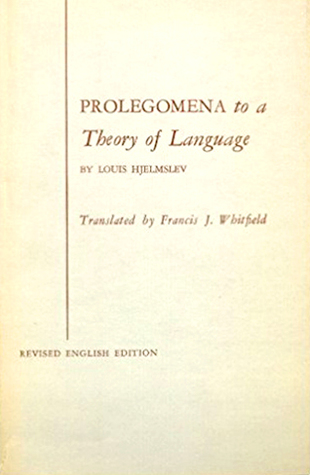 PROLEGOMENA to a
Theory of Language
BY LOUIS HJELMSLEV
Translated by Francis J. Whitfield
REVISED ENGLISH EDITION